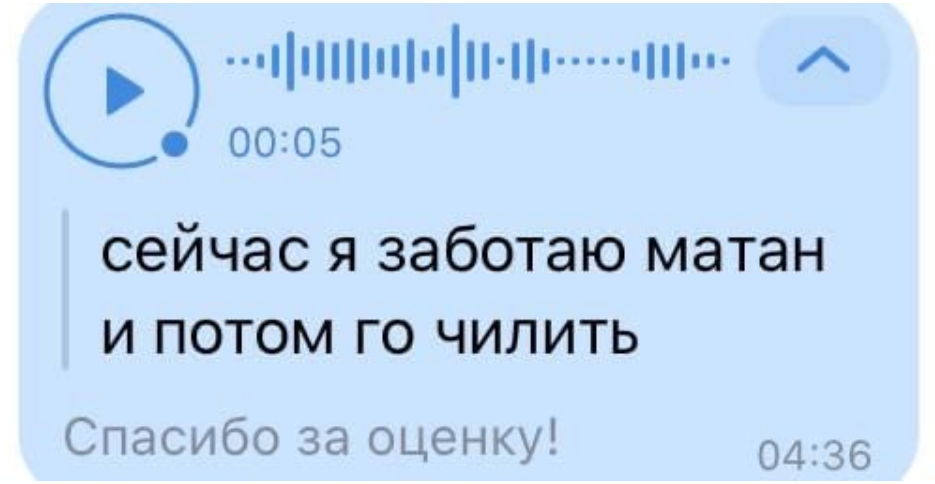 00:05
сейчас я заботаю матан
и потом го чилить
Спасибо за оценку!
04:36